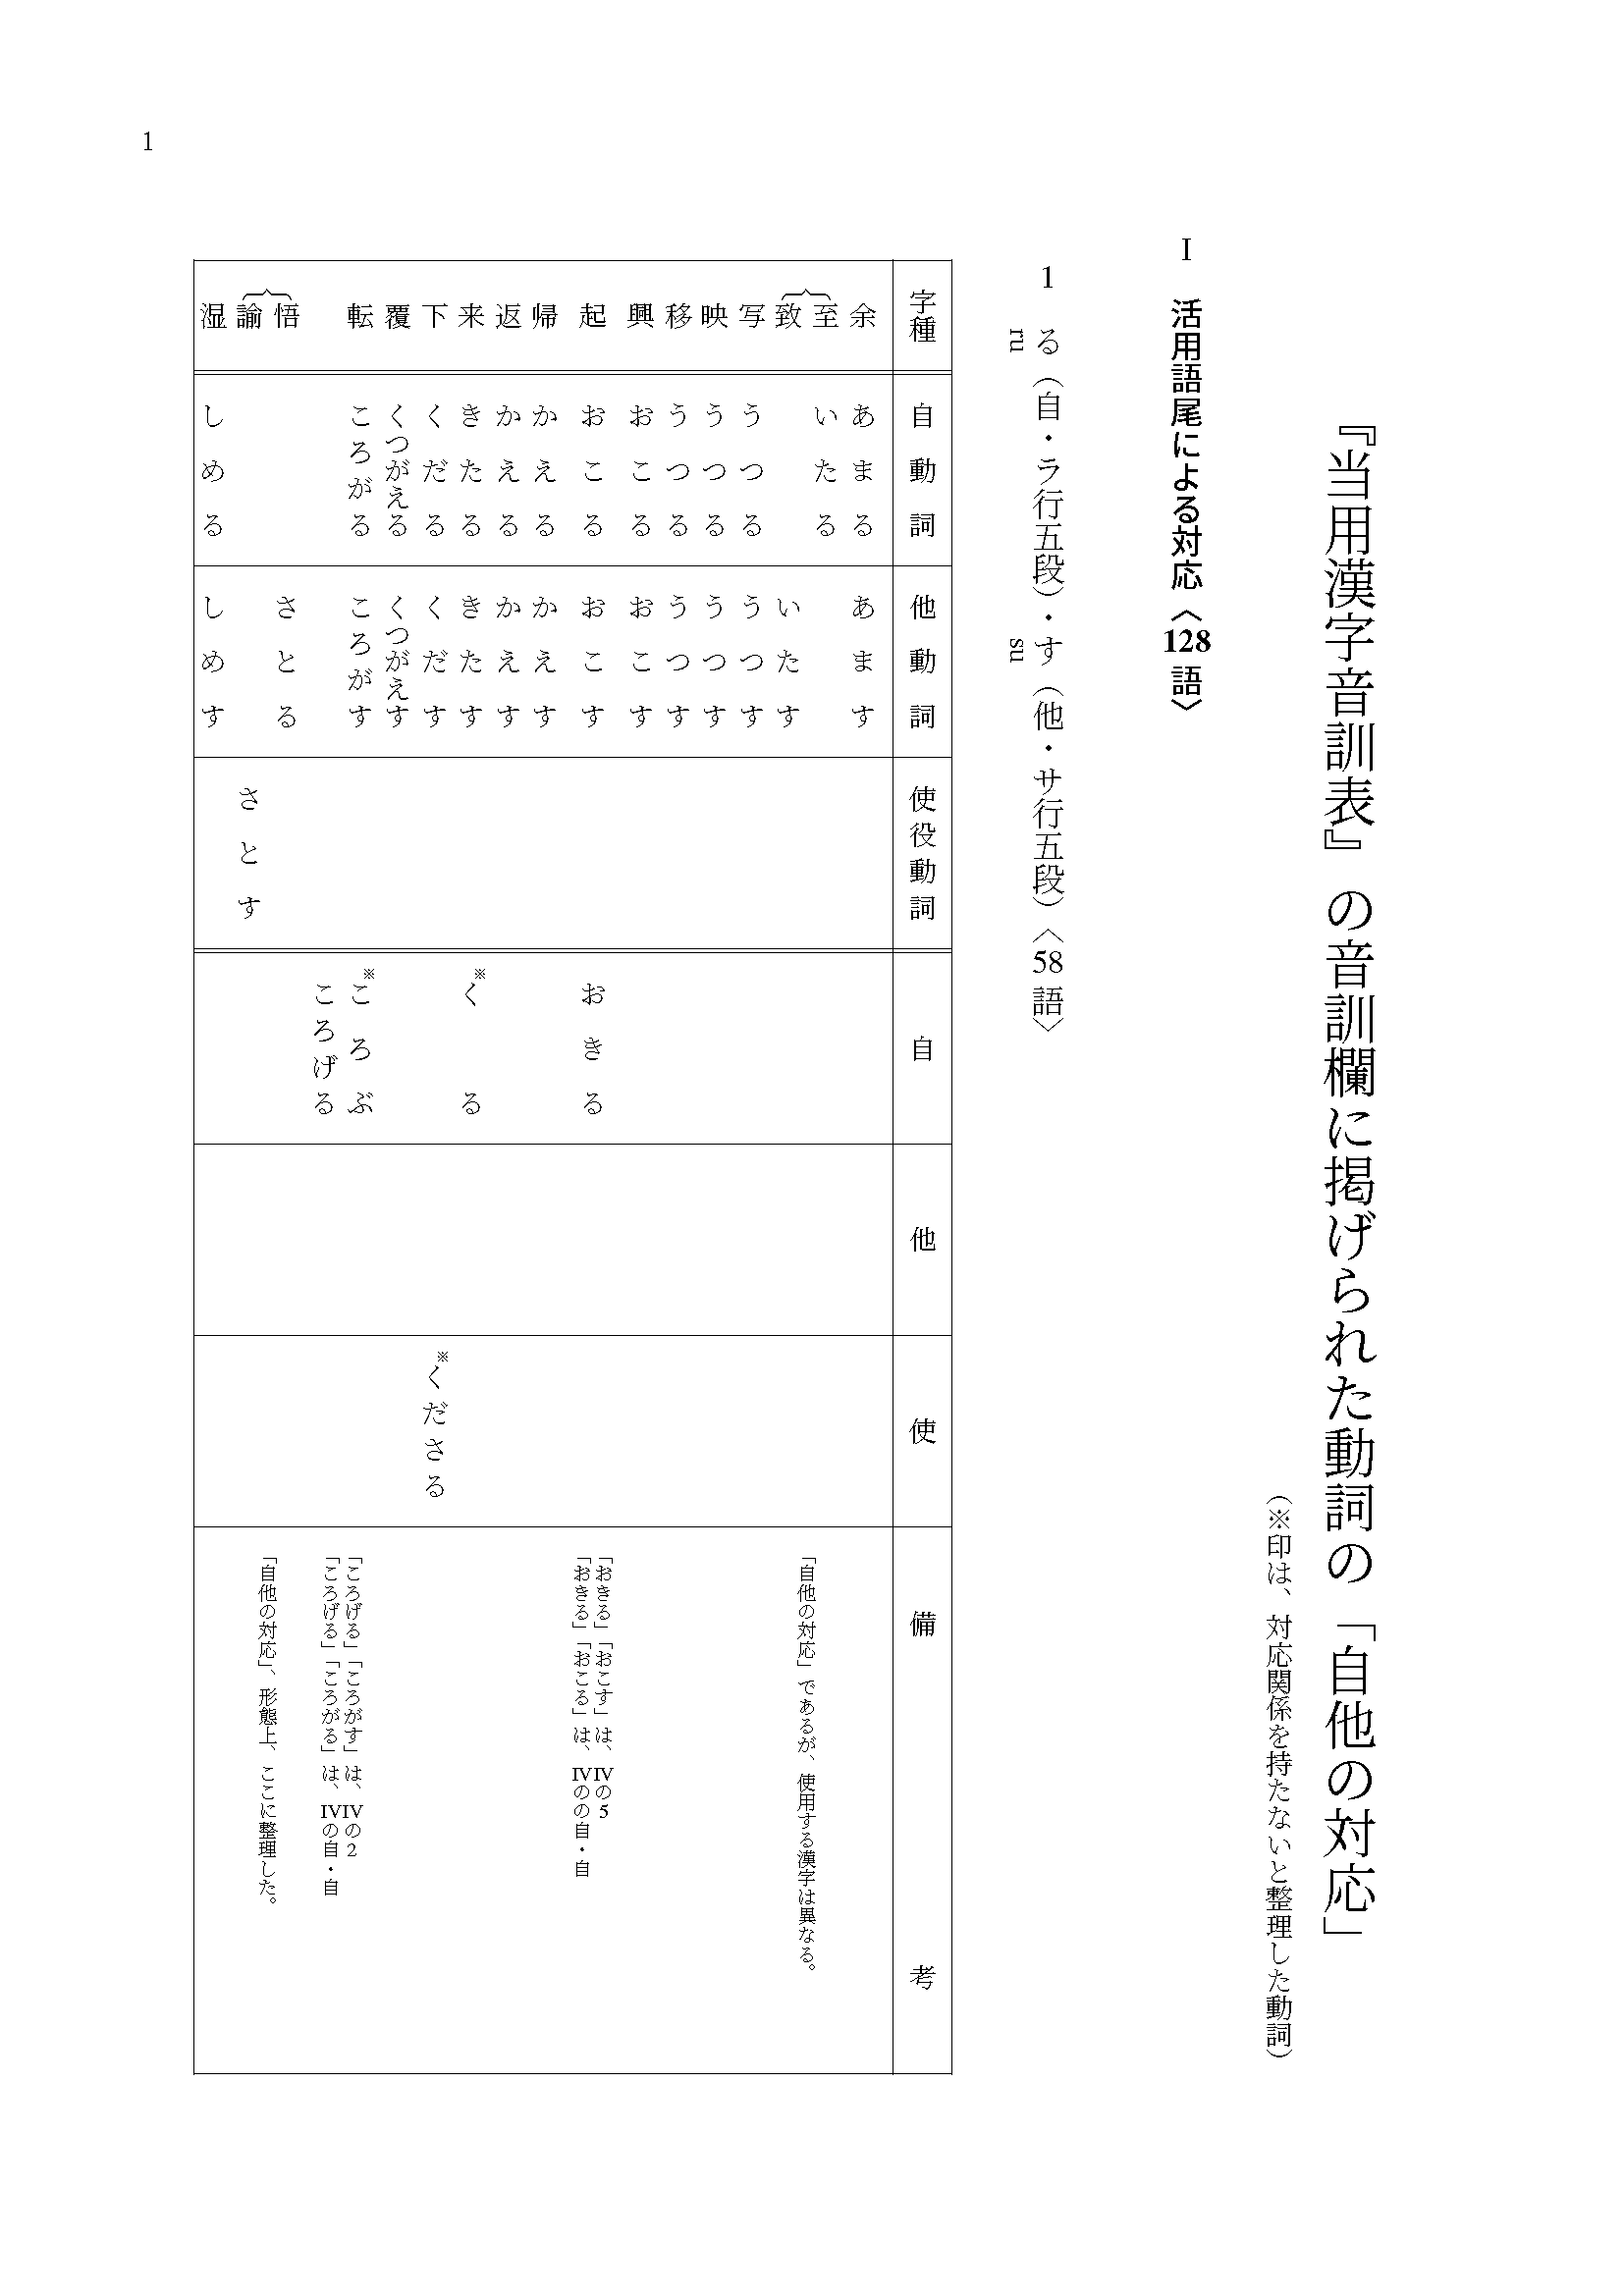 『当用漢字音訓表』の音訓欄に掲げられた動詞の「自他の対応」
（※印は、対応関係を持たないと整理した動詞）
I　活用語尾による対応〈128語〉
1　る（自・ラ行五段）・す（他・サ行五段）〈58語〉
ru　su
字種　自動詞　他動詞　使役動詞　自　他　使　備考
余　あまる　あます
至　いたる
「自他の対応」であるが、使用する漢字は異なる。
致　いたす
写　うつる　うつす
映　うつる　うつす
移　うつる　うつす
興　おこる　おこす
起　おこる　おこす　おきる　「おきる」「おこす」は、IVの5
「おきる」「おこる」は、IVのの自・自
帰　かえる　かえす
返　かえる　かえす
来　きたる　きたす　※くる
下　くだる　くだす　※くださる
覆　くつがえる　くつがえす
転　ころがる　ころがす　※ころぶ　「ころげる」「ころがす」は、IVの2
ころげる　「ころげる」「ころがる」は、IVの自・自
悟　さとる
「自他の対応」、形態上、ここに整理した。
諭　さとす
湿　しめる　しめす
1